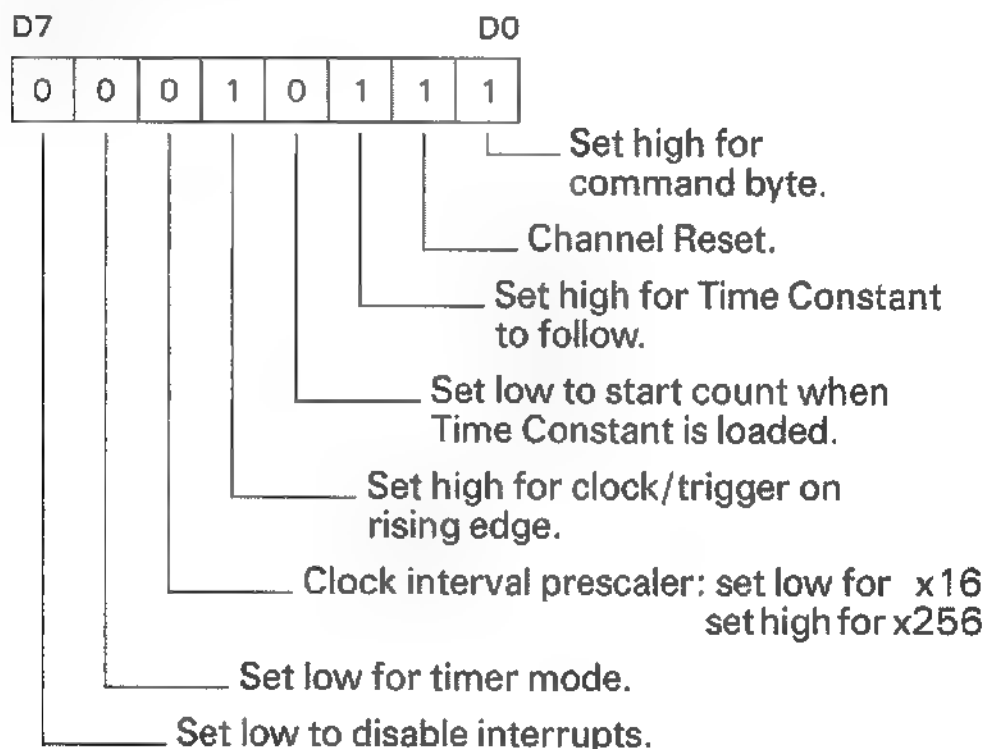 D7 D0
0 0 0 1 0 1 1 1
Set high for
command byte.
Channel Reset.
Set high for Time Constant
to follow.
Set low to start count when
Time Constant is loaded.
Set high for clock/trigger on
rising edge.
Clock interval prescaler: set low for x16
set high for x256
Set low for timer mode.
Set low to disable interrupts.